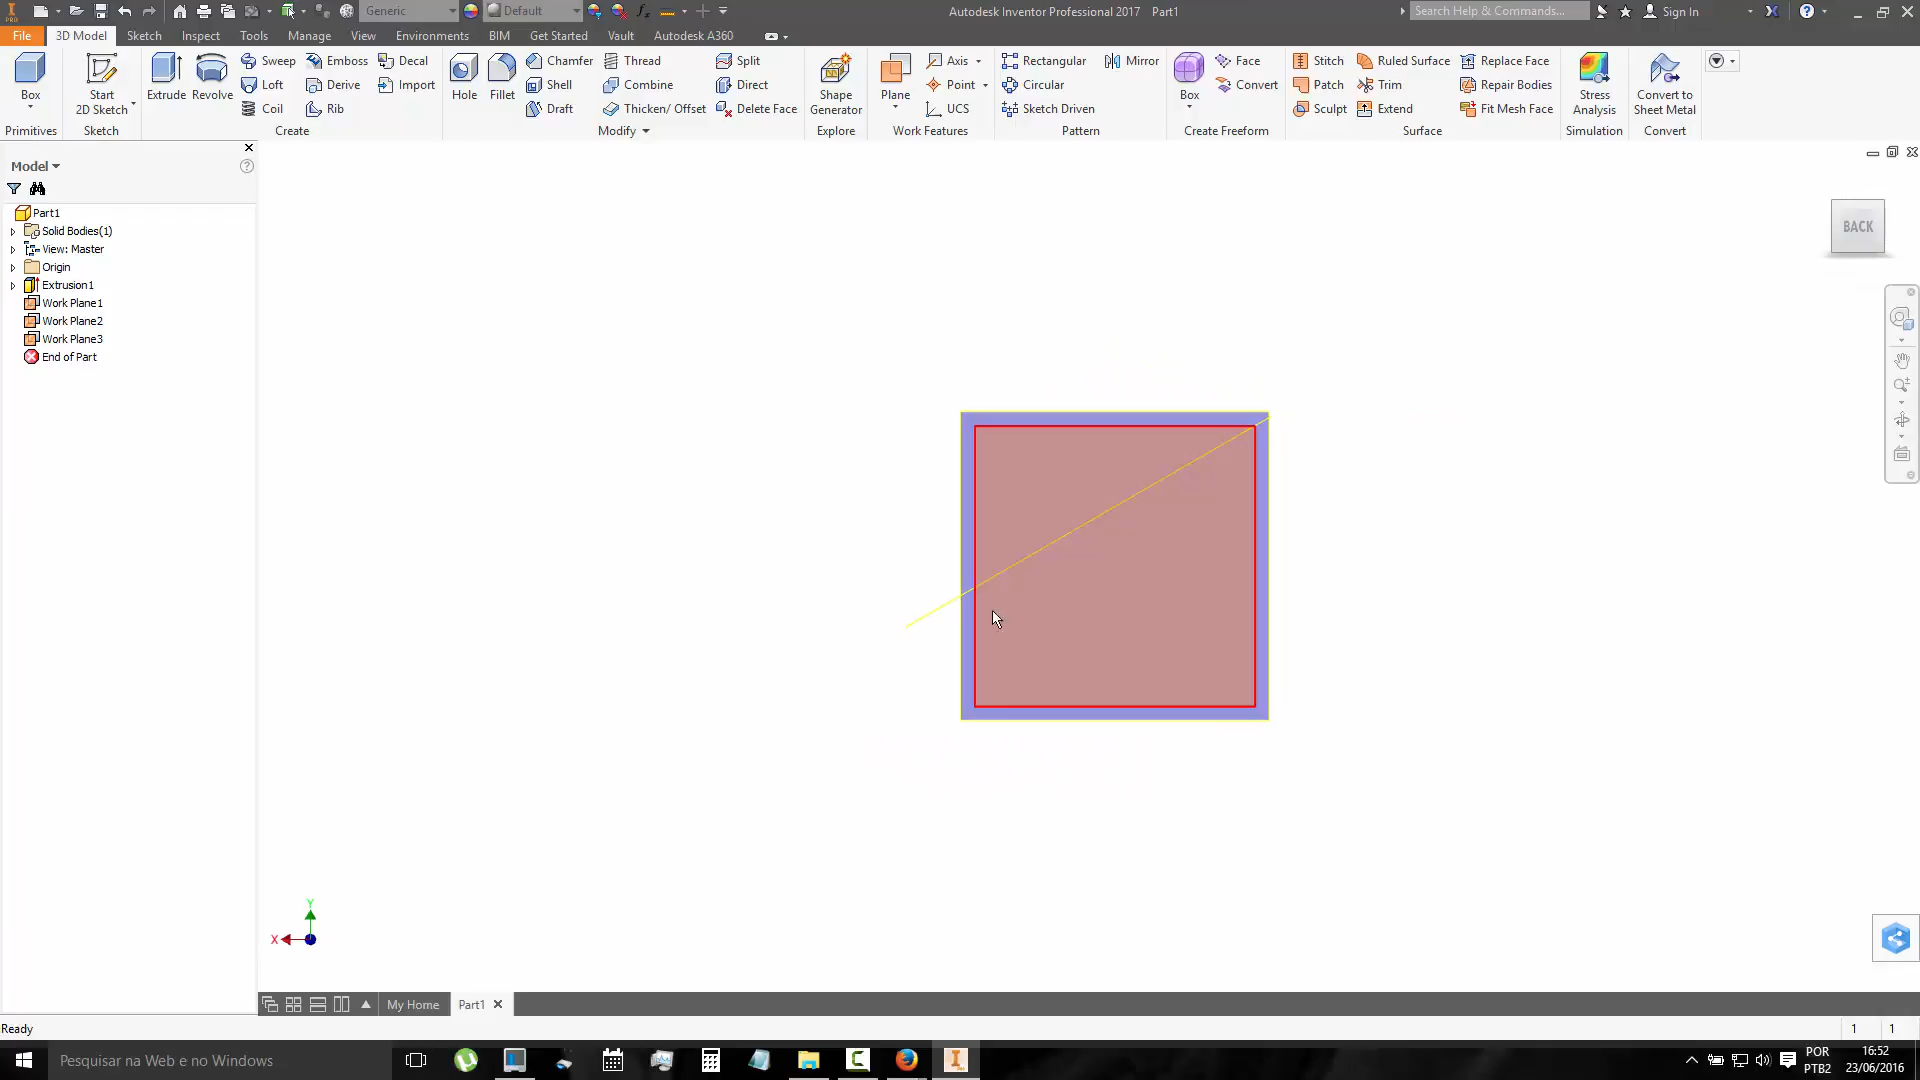 Generic
Default
Autodesk Inventor Professional 2017 Part1
Search Help & Commands...
Sign In
PRO
File
3D Model
Sketch
Inspect
Tools
Manage
View
Environments
BIM
Get Started
Vault
Autodesk A360
Box
Primitives
Start
2D Sketch
Sketch
Extrude
Revolve
Sweep
Loft
Coil
Emboss
Derive
Rib
Decal
Import
Create
Hole
Fillet
Chamfer
Shell
Draft
Thread
Combine
Thicken/ Offset
Split
Direct
Delete Face
Modify
Shape
Generator
Explore
Plane
Axis
Point
UCS
Work Features
Rectangular
Circular
Sketch Driven
Mirror
Pattern
Box
Face
Convert
Create Freeform
Stitch
Patch
Sculpt
Ruled Surface
Trim
Extend
Replace Face
Repair Bodies
Fit Mesh Face
Surface
Stress
Analysis
Simulation
Convert to
Sheet Metal
Convert
Model
Part1
Solid Bodies(1)
View: Master
Origin
Extrusion1
Work Plane1
Work Plane2
Work Plane3
End of Part
BACK
Y
X
My Home
Part1
Ready
1 1
Pesquisar na Web e no Windows
POR
PTB2
16:52
23/06/2016